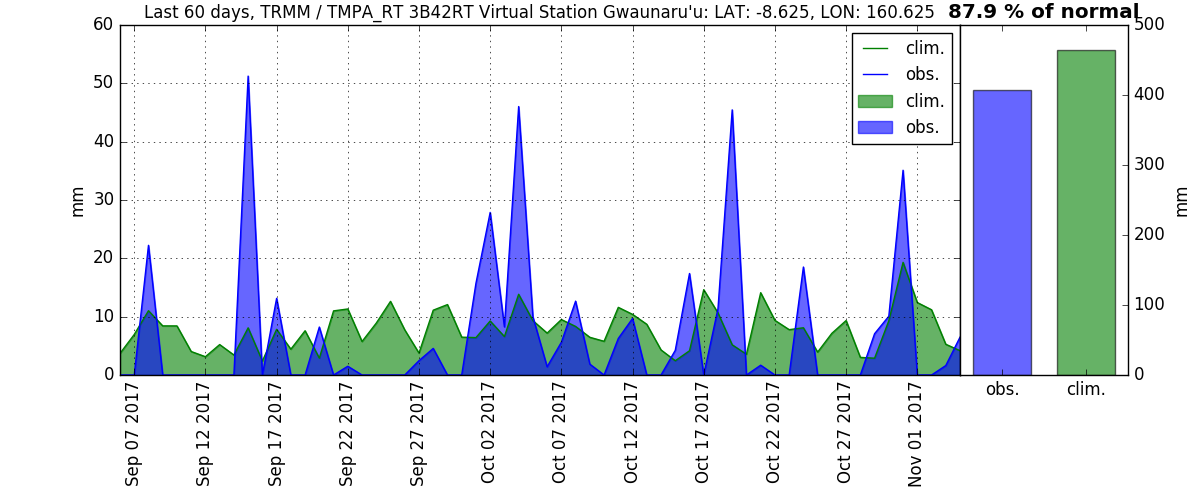 Last 60 days, TRMM / TMPA_RT 3B42RT Virtual Station Gwaunaru'u: LAT: -8.625, LON: 160.625
87.9 % of normal
60
50
40
30
20
10
0
mm
clim.
obs.
clim.
obs.
500
400
300
200
100
0
mm
obs.
clim.
Sep 07 2017
Sep 12 2017
Sep 17 2017
Sep 22 2017
Sep 27 2017
Oct 02 2017
Oct 07 2017
Oct 12 2017
Oct 17 2017
Oct 22 2017
Oct 27 2017
Nov 01 2017